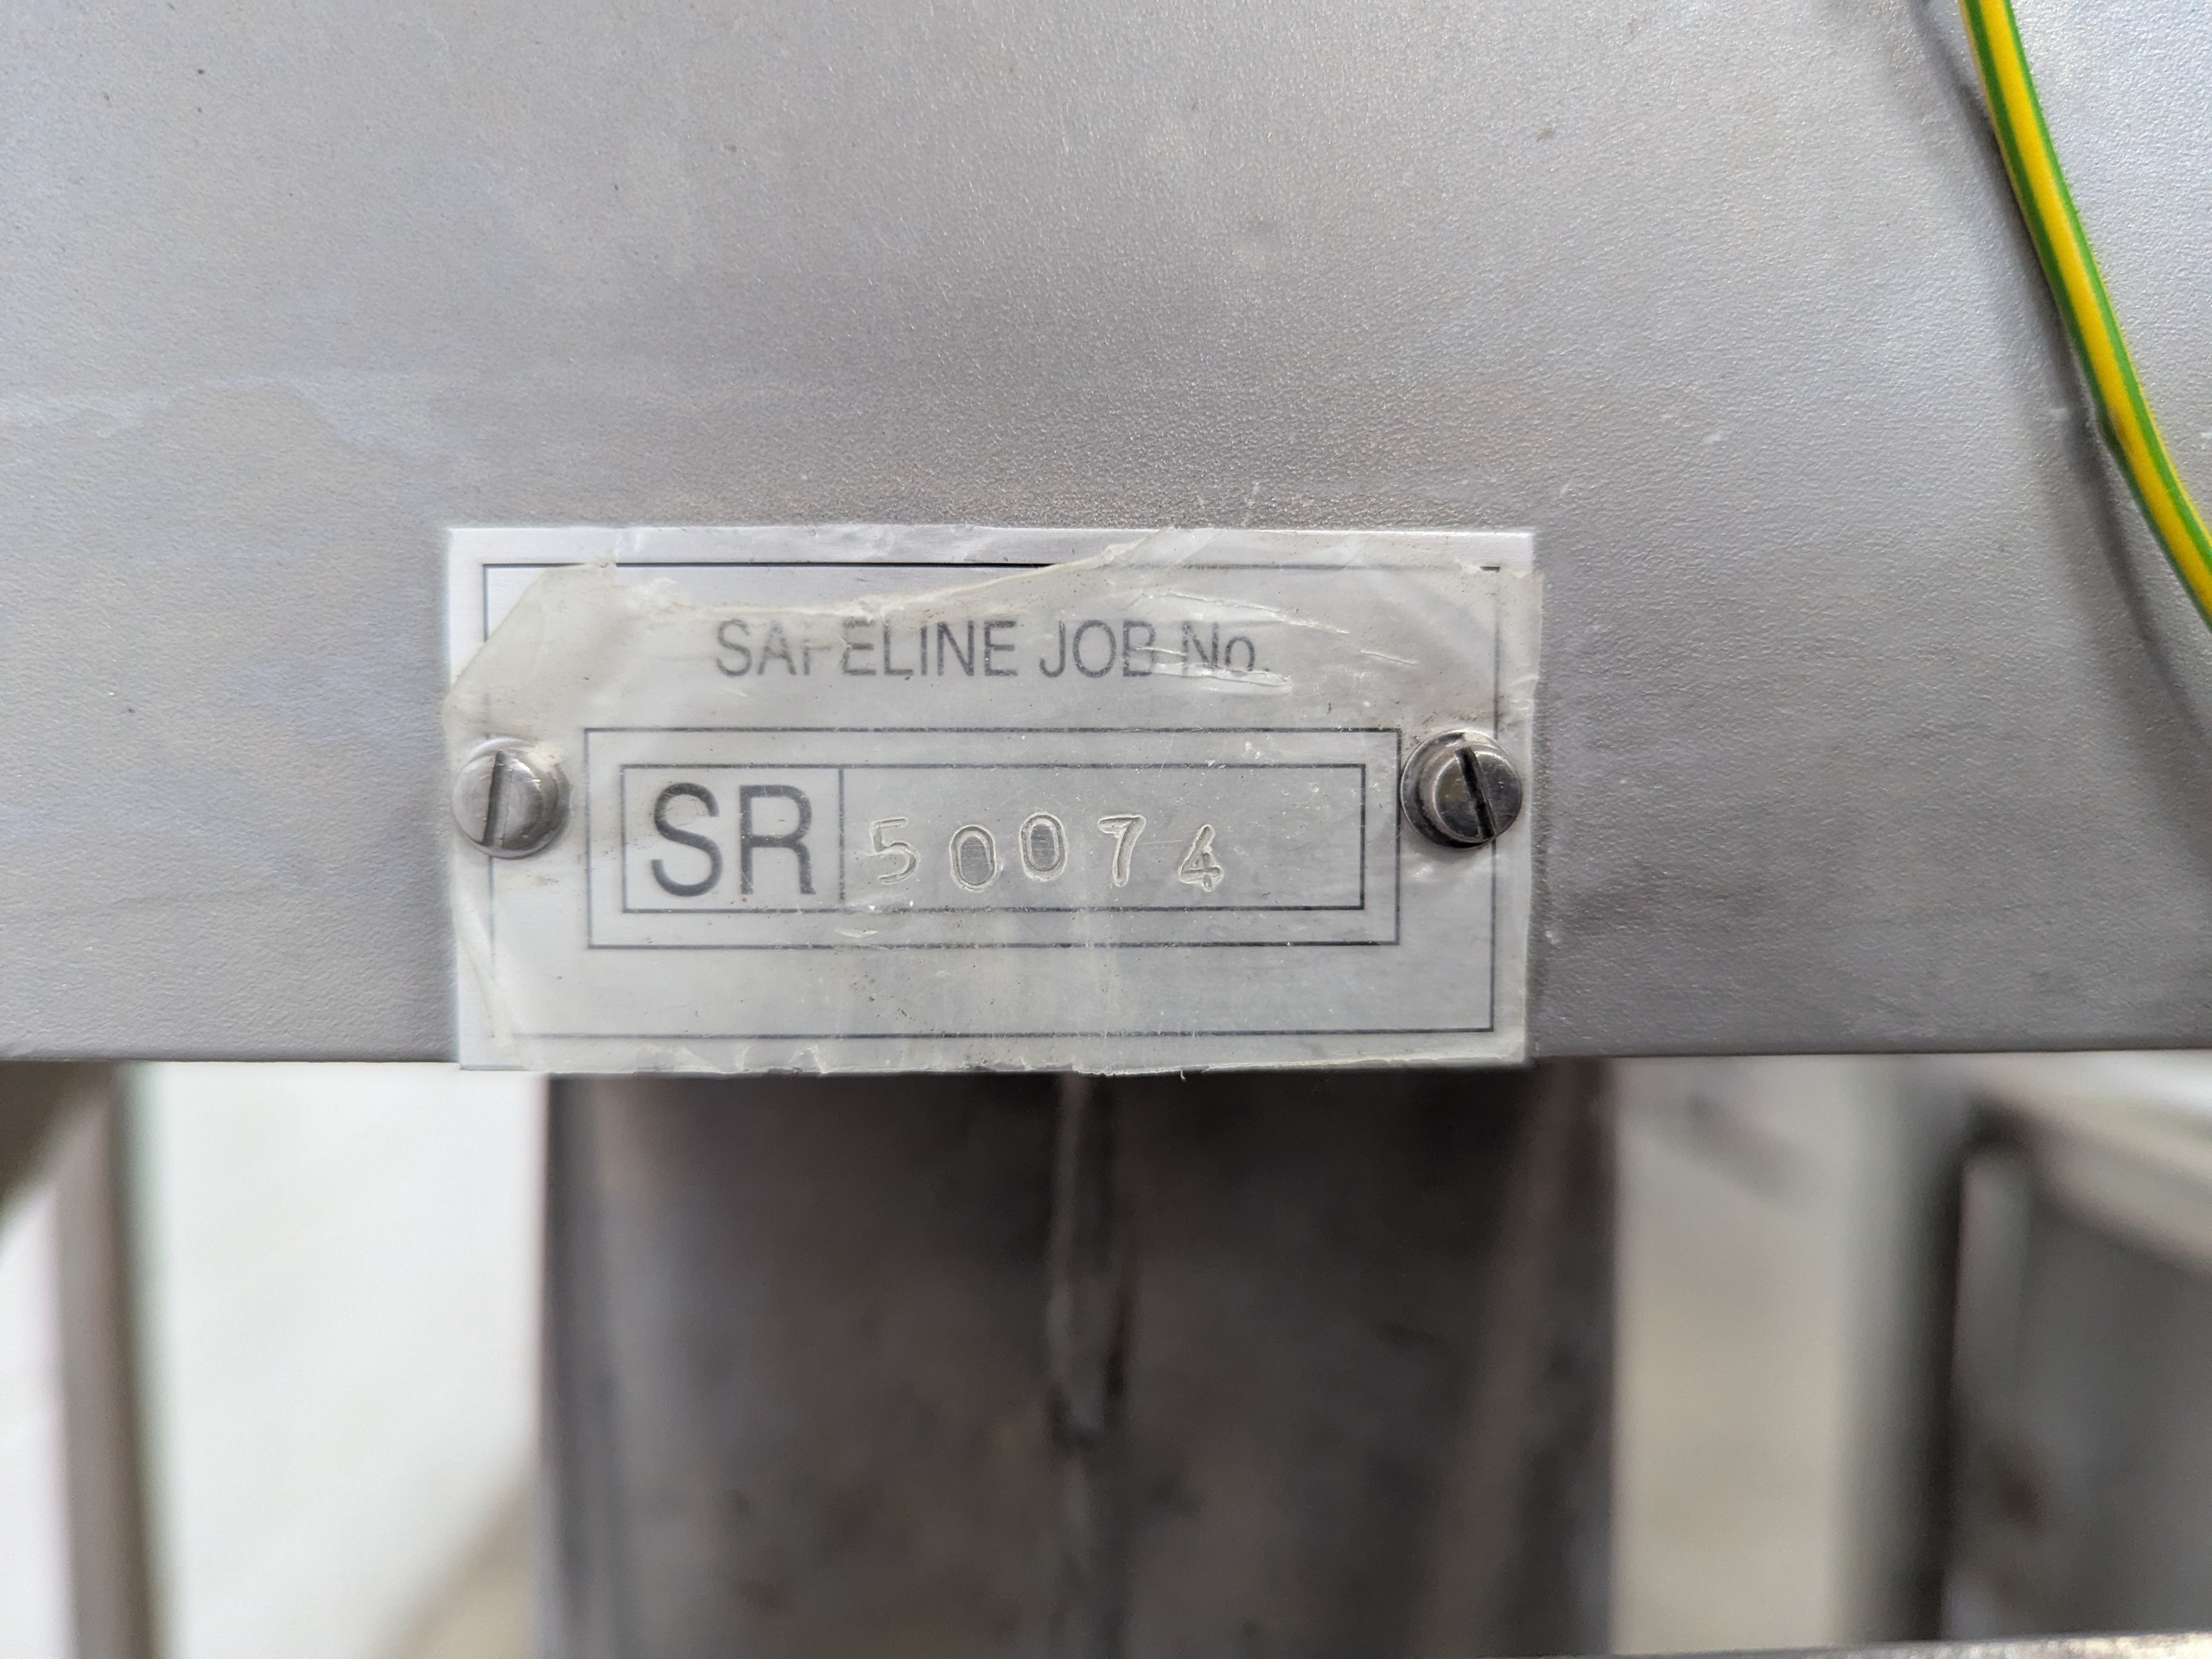 SAFELINE JOB No.
SR 50074